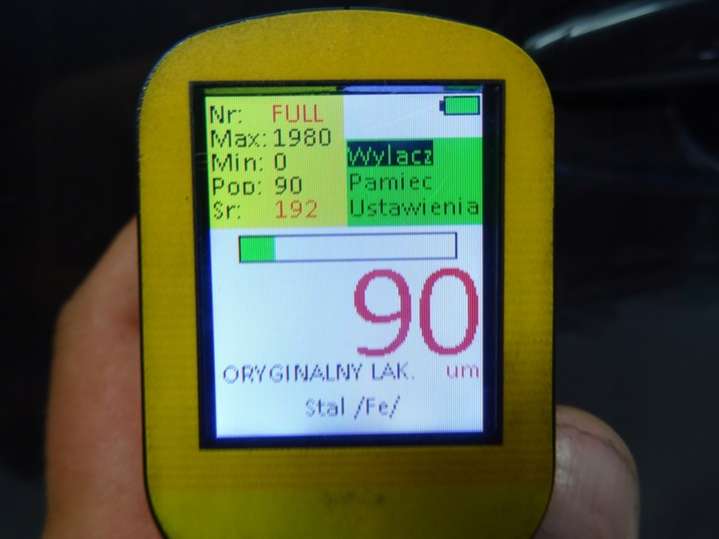 Nr: FULL
Max: 1980
Min: 0
Pop: 90
Sr: 192
Wylacz
Pamiec
Ustawienia
90
ORYGINALNY LAK. um
Stal /Fe/